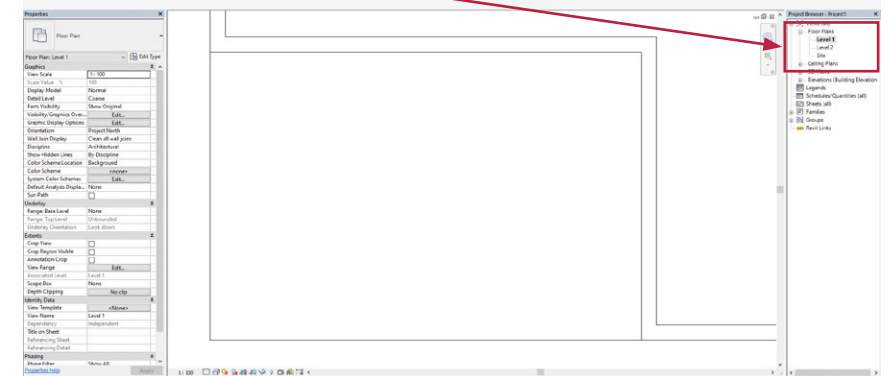 Properties
Floor Plan
Floor Plan: Level 1
Edit Type
Graphics
View Scale 1 : 100
Scale Value 1: 100
Display Model Normal
Detail Level Coarse
Parts Visibility Show Original
Visibility/Graphics Over... Edit...
Graphic Display Options Edit...
Orientation Project North
Wall Join Display Clean all wall joins
Discipline Architectural
Show Hidden Lines By Discipline
Color Scheme Location Background
Color Scheme <none>
System Color Schemes Edit...
Default Analysis Displa... None
Sun Path
Underlay
Range: Base Level None
Range: Top Level Unbounded
Underlay Orientation Look down
Extents
Crop View
Crop Region Visible
Annotation Crop
View Range Edit...
Associated Level Level 1
Scope Box None
Depth Clipping No clip
Identity Data
View Template <None>
View Name Level 1
Dependency Independent
Title on Sheet
Referencing Sheet
Referencing Detail
Phasing
Phase Filter Show All
Properties help
Apply
1 : 100
Project Browser - Project1
Floor Plans
Level 1
Level 2
Site
Ceiling Plans
3D Views
Elevations (Building Elevation
Legends
Schedules/Quantities (all)
Sheets (all)
Families
Groups
Revit Links